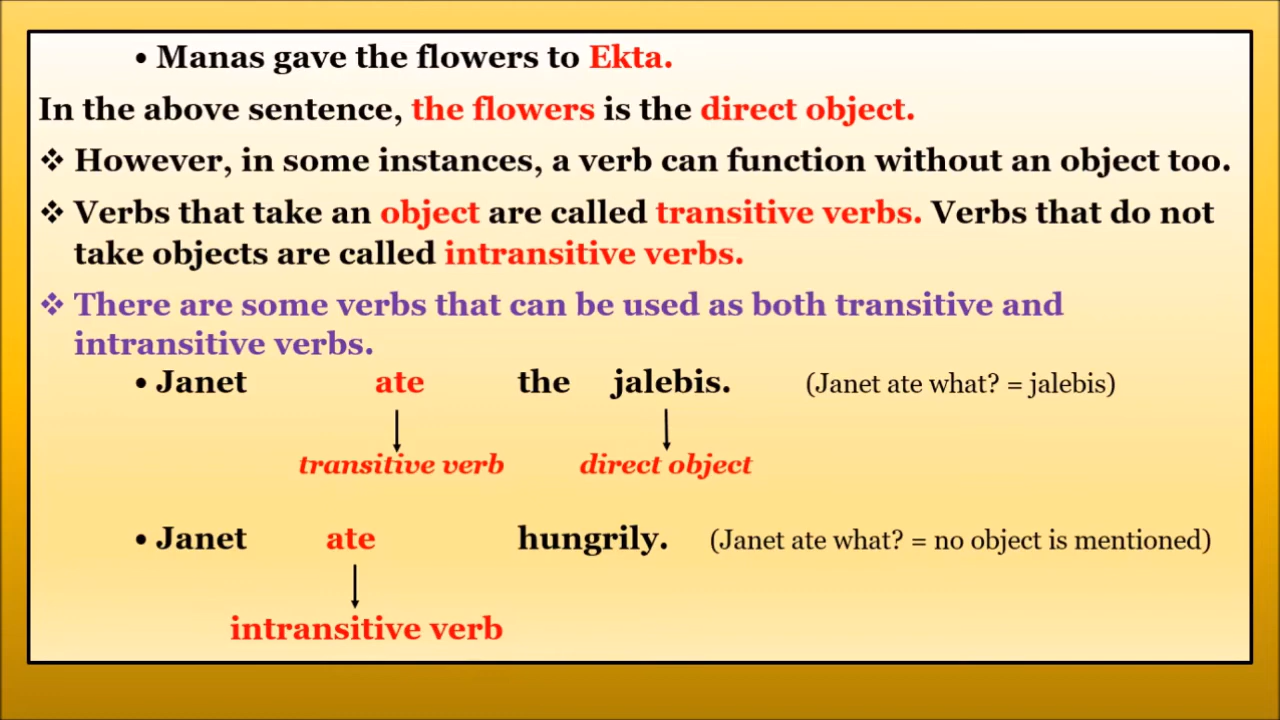 • Manas gave the flowers to Ekta.
In the above sentence, the flowers is the direct object.
❖ However, in some instances, a verb can function without an object too.
❖ Verbs that take an object are called transitive verbs. Verbs that do not
take objects are called intransitive verbs.
❖ There are some verbs that can be used as both transitive and
intransitive verbs.
• Janet ate the jalebis. (Janet ate what? = jalebis)
transitive verb direct object
• Janet ate hungrily. (Janet ate what? = no object is mentioned)
intransitive verb